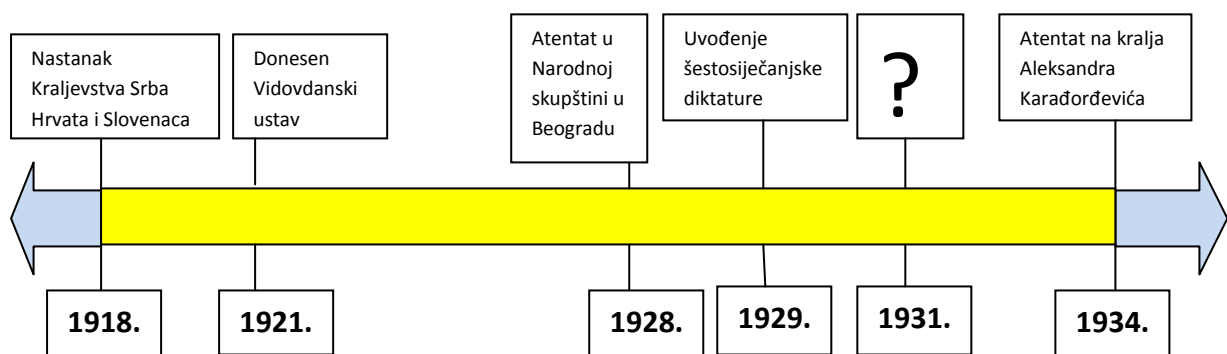 Nastanak
Kraljevstva Srba
Hrvata i Slovenaca
Donesen
Vidovdanski
ustav
Atentat u
Narodnoj
skupštini u
Beogradu
Uvođenje
šestosiječanjske
diktature
?
Atentat na kralja
Aleksandra
Karađorđevića
1918.
1921.
1928.
1929.
1931.
1934.